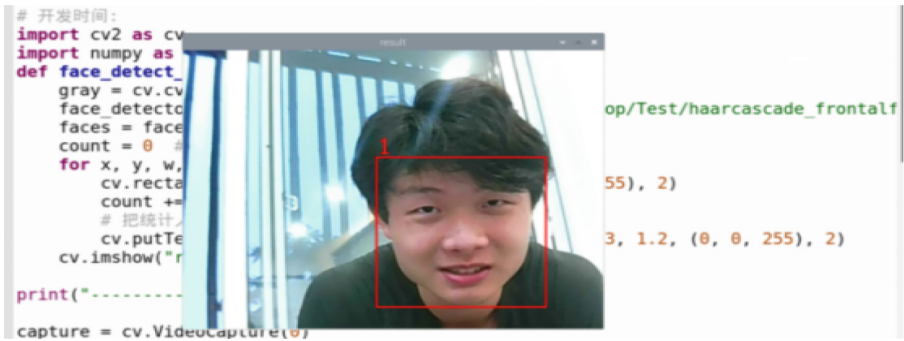 # 开发时间:
import cv2 as cv
import numpy as
result
def face_detect_
gray = cv.cv
face_detecto
op/Test/haarcascade_frontalf
faces = face
count = 0 #
1
for x, y, w,
cv.recta
55), 2)
count +=
# 把统计
cv.putTe
3, 1.2, (0, 0, 255), 2)
cv.imshow("r
print("---------
capture = cv.VideoCapture(0)